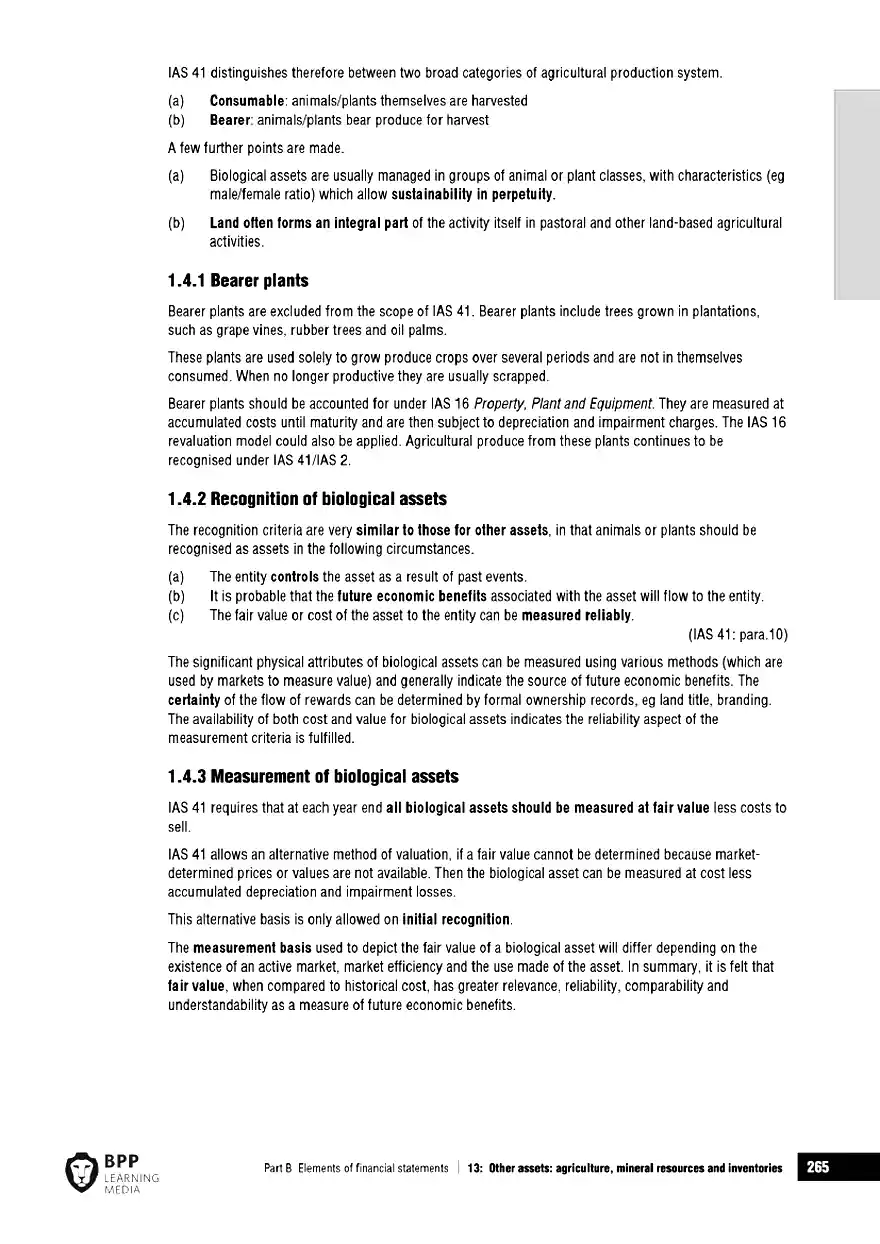 IAS 41 distinguishes therefore between two broad categories of agricultural production system.
(a) Consumable: animals/plants themselves are harvested
(b) Bearer: animals/plants bear produce for harvest
A few further points are made.
(a) Biological assets are usually managed in groups of animal or plant classes, with characteristics (eg
male/female ratio) which allow sustainability in perpetuity.
(b) Land often forms an integral part of the activity itself in pastoral and other land-based agricultural
activities.
1.4.1 Bearer plants
Bearer plants are excluded from the scope of IAS 41. Bearer plants include trees grown in plantations,
such as grape vines, rubber trees and oil palms.
These plants are used solely to grow produce crops over several periods and are not in themselves
consumed. When no longer productive they are usually scrapped.
Bearer plants should be accounted for under IAS 16 Property, Plant and Equipment. They are measured at
accumulated costs until maturity and are then subject to depreciation and impairment charges. The IAS 16
revaluation model could also be applied. Agricultural produce from these plants continues to be
recognised under IAS 41/IAS 2.
1.4.2 Recognition of biological assets
The recognition criteria are very similar to those for other assets, in that animals or plants should be
recognised as assets in the following circumstances.
(a) The entity controls the asset as a result of past events.
(b) It is probable that the future economic benefits associated with the asset will flow to the entity.
(c) The fair value or cost of the asset to the entity can be measured reliably.
(IAS 41: para.10)
The significant physical attributes of biological assets can be measured using various methods (which are
used by markets to measure value) and generally indicate the source of future economic benefits. The
certainty of the flow of rewards can be determined by formal ownership records, eg land title, branding.
The availability of both cost and value for biological assets indicates the reliability aspect of the
measurement criteria is fulfilled.
1.4.3 Measurement of biological assets
IAS 41 requires that at each year end all biological assets should be measured at fair value less costs to
sell.
IAS 41 allows an alternative method of valuation, if a fair value cannot be determined because market-
determined prices or values are not available. Then the biological asset can be measured at cost less
accumulated depreciation and impairment losses.
This alternative basis is only allowed on initial recognition.
The measurement basis used to depict the fair value of a biological asset will differ depending on the
existence of an active market, market efficiency and the use made of the asset. In summary, it is felt that
fair value, when compared to historical cost, has greater relevance, reliability, comparability and
understandability as a measure of future economic benefits.
BPP
LEARNING
MEDIA
Part B Elements of financial statements | 13: Other assets: agriculture, mineral resources and inventories 265